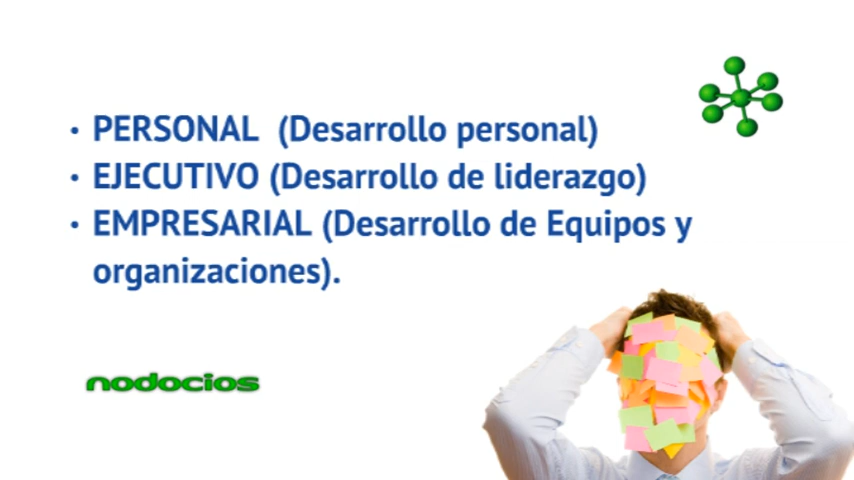 • PERSONAL (Desarrollo personal)
• EJECUTIVO (Desarrollo de liderazgo)
• EMPRESARIAL (Desarrollo de Equipos y
organizaciones).
nodocios